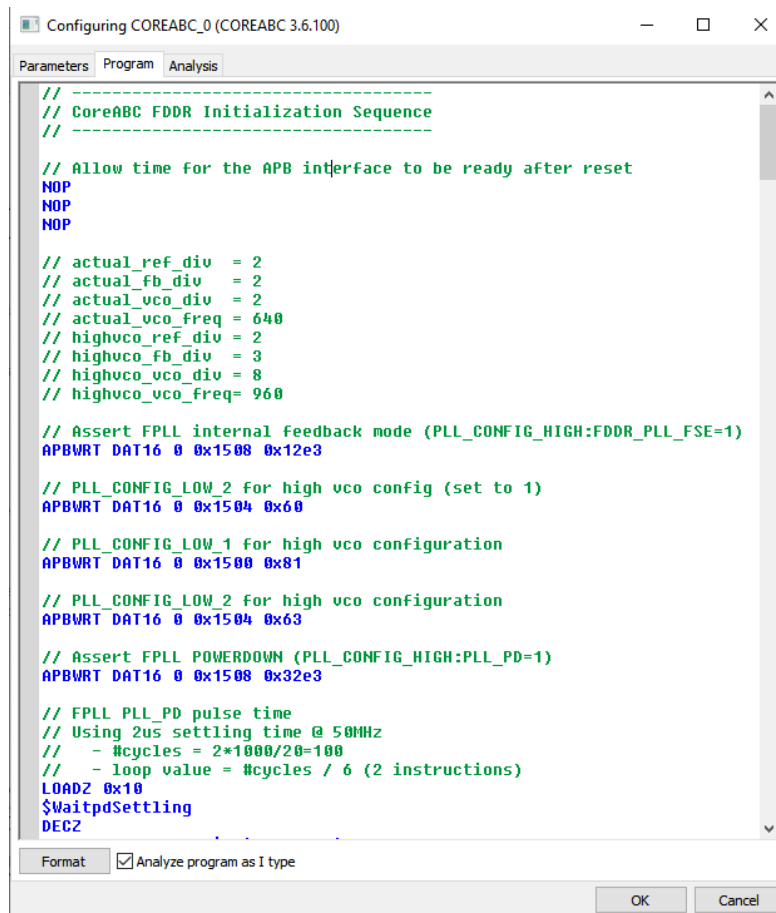 Configuring COREABC_0 (COREABC 3.6.100)
Parameters Program Analysis
// ------------------------------------
// CoreABC FDDR Initialization Sequence
// ------------------------------------
// Allow time for the APB interface to be ready after reset
NOP
NOP
NOP
// actual_ref_div  = 2
// actual_fb_div   = 2
// actual_vco_div  = 2
// actual_vco_freq = 640
// highvco_ref_div = 2
// highvco_fb_div  = 3
// highvco_vco_div = 8
// highvco_vco_freq= 960
// Assert FPLL internal feedback mode (PLL_CONFIG_HIGH:FDDR_PLL_FSE=1)
APBWRT DAT16 0 0x1508 0x12e3
// PLL_CONFIG_LOW_2 for high vco config (set to 1)
APBWRT DAT16 0 0x1504 0x60
// PLL_CONFIG_LOW_1 for high vco configuration
APBWRT DAT16 0 0x1500 0x81
// PLL_CONFIG_LOW_2 for high vco configuration
APBWRT DAT16 0 0x1504 0x63
// Assert FPLL POWERDOWN (PLL_CONFIG_HIGH:PLL_PD=1)
APBWRT DAT16 0 0x1508 0x32e3
// FPLL PLL_PD pulse time
// Using 2us settling time @ 50MHz
//   - #cycles = 2*1000/20=100
//   - loop value = #cycles / 6 (2 instructions)
LOADZ 0x10
$WaitpdSettling
DECZ
Format Analyze program as I type
OK Cancel